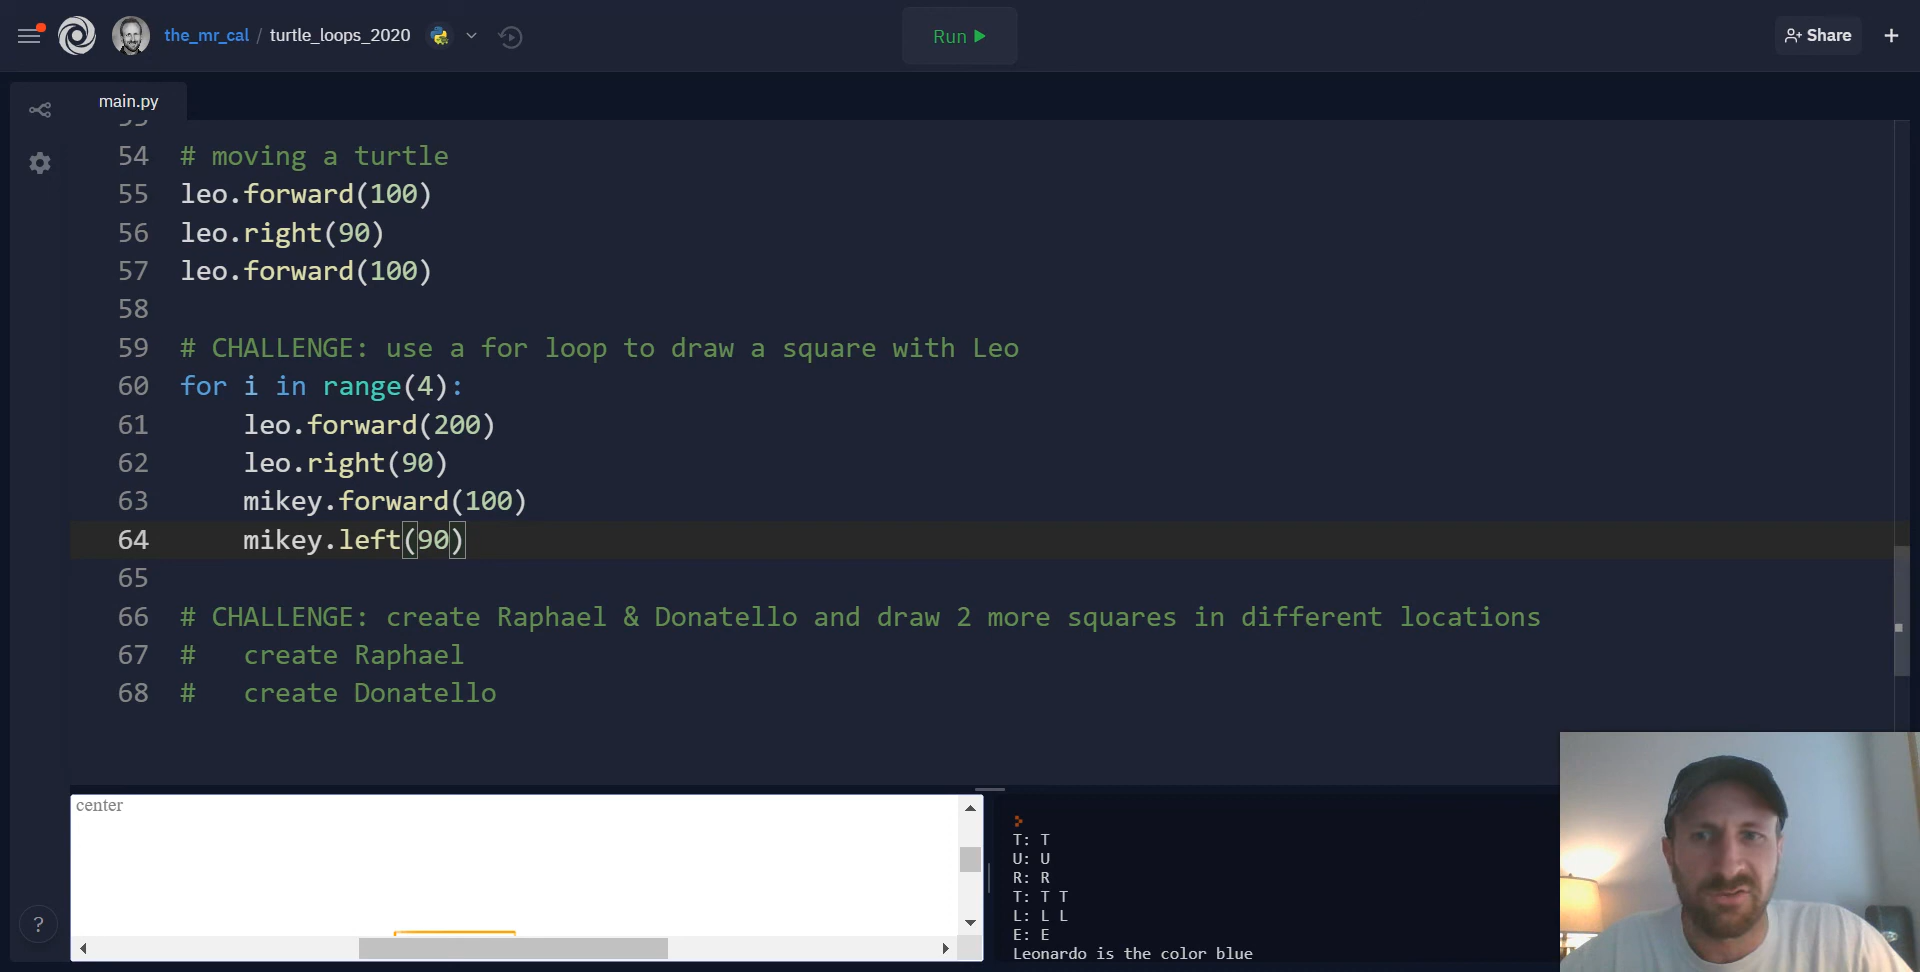 the_mr_cal / turtle_loops_2020
Run
Share
+
main.py
54 # moving a turtle
55 leo.forward(100)
56 leo.right(90)
57 leo.forward(100)
58
59 # CHALLENGE: use a for loop to draw a square with Leo
60 for i in range(4):
61 leo.forward(200)
62 leo.right(90)
63 mikey.forward(100)
64 mikey.left(90)
65
66 # CHALLENGE: create Raphael & Donatello and draw 2 more squares in different locations
67 # create Raphael
68 # create Donatello
center
T: T
U: U
R: R
T: T T
L: L L
E: E
Leonardo is the color blue
?